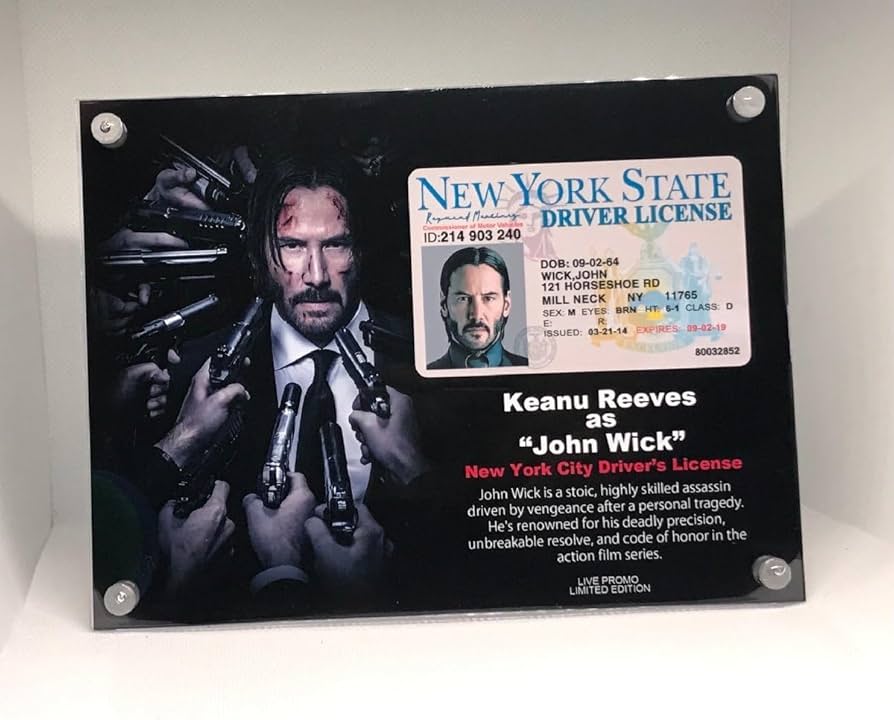 NEW YORK STATE
DRIVER LICENSE
Commissioner of Motor Vehicles
ID:214 903 240
DOB: 09-02-64
WICK,JOHN
121 HORSESHOE RD
MILL NECK NY 11765
SEX: M EYES: BRN HT: 6-1 CLASS: D
E: R:
ISSUED: 03-21-14 EXPIRES: 09-02-19
80032852
Keanu Reeves
as
“John Wick”
New York City Driver's License
John Wick is a stoic, highly skilled assassin
driven by vengeance after a personal tragedy.
He's renowned for his deadly precision,
unbreakable resolve, and code of honor in the
action film series.
LIVE PROMO
LIMITED EDITION